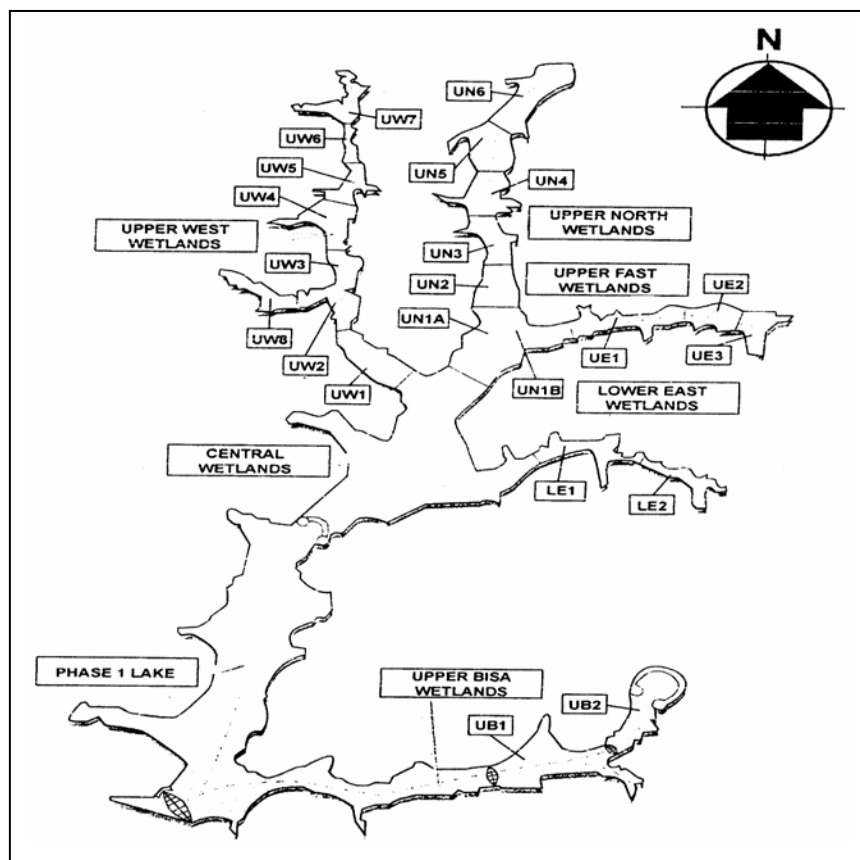 N
UN6
UW7
UW6
UN5
UW5
UN4
UW4
UPPER WEST
WETLANDS
UPPER NORTH
WETLANDS
UN3
UW3
UPPER FAST
WETLANDS
UE2
UN2
UN1A
UW8
UE1
UE3
UW2
UW1
UN1B
LOWER EAST
WETLANDS
CENTRAL
WETLANDS
LE1
LE2
PHASE 1 LAKE
UPPER BISA
WETLANDS
UB2
UB1